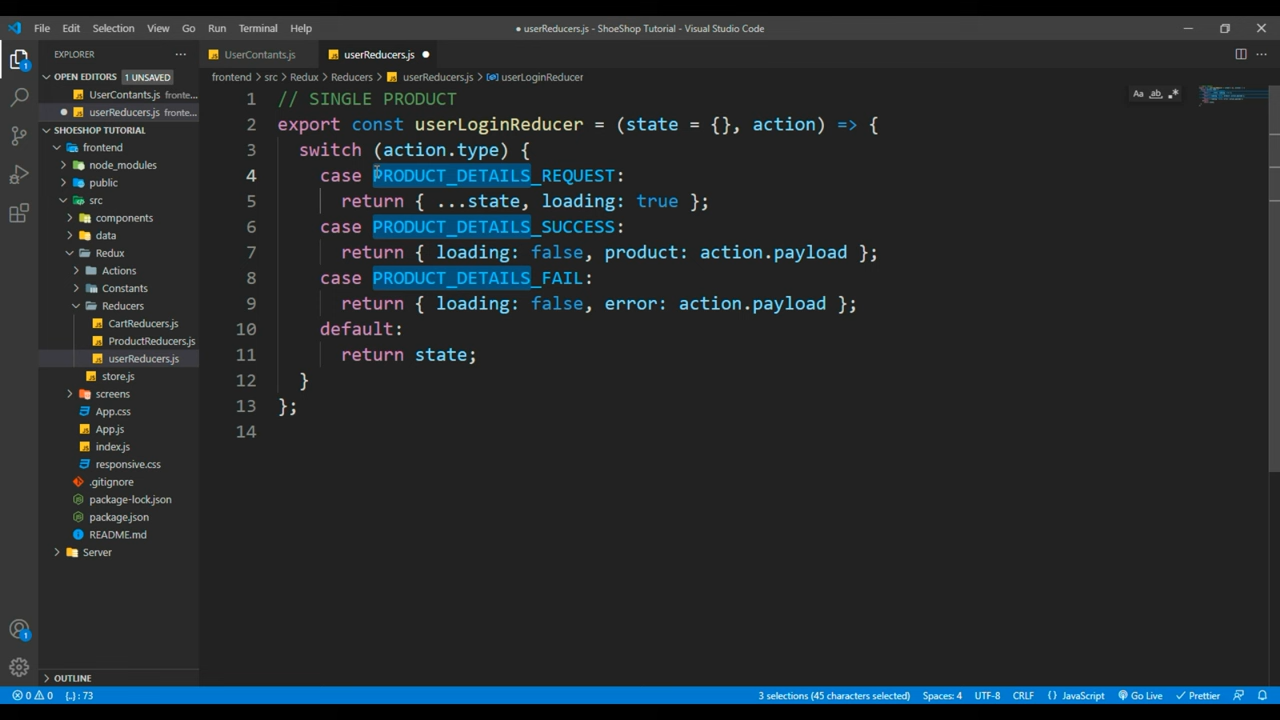 File Edit Selection View Go Run Terminal Help
● userReducers.js - ShoeShop Tutorial - Visual Studio Code
EXPLORER
OPEN EDITORS 1 UNSAVED
UserContants.js fronte...
userReducers.js fronte...
SHOESHOP TUTORIAL
frontend
node_modules
public
src
components
data
Redux
Actions
Constants
Reducers
CartReducers.js
ProductReducers.js
userReducers.js
store.js
screens
App.css
App.js
index.js
responsive.css
.gitignore
package-lock.json
package.json
README.md
Server
OUTLINE
1
1
UserContants.js userReducers.js
frontend > src > Redux > Reducers > userReducers.js > userLoginReducer
Aa ab .*
1 // SINGLE PRODUCT
2 export const userLoginReducer = (state = {}, action) => {
3 switch (action.type) {
4 case PRODUCT_DETAILS_REQUEST:
5 return { ...state, loading: true };
6 case PRODUCT_DETAILS_SUCCESS:
7 return { loading: false, product: action.payload };
8 case PRODUCT_DETAILS_FAIL:
9 return { loading: false, error: action.payload };
10 default:
11 return state;
12 }
13 };
14
0 0 {..} : 73 3 selections (45 characters selected) Spaces: 4 UTF-8 CRLF {} JavaScript Go Live Prettier